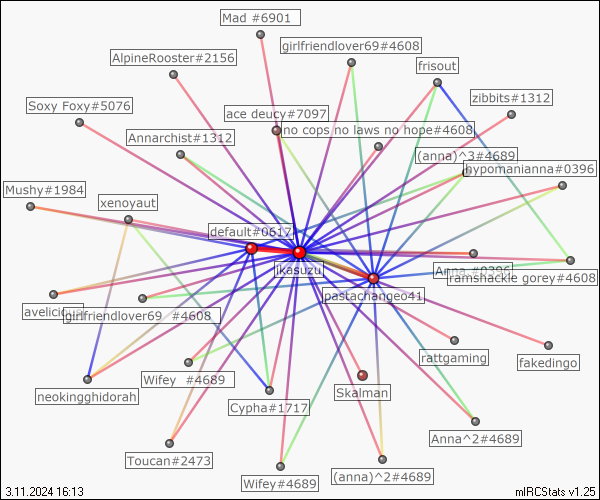 Mad #6901
girlfriendlover69#4608
AlpineRooster#2156
frisout
zibbits#1312
Soxy Foxy#5076
ace deucy#7097
no cops no laws no hope#4608
Annarchist#1312
(anna)^3#4689
hypomanianna#0396
Mushy#1984
xenoyaut
default#0617
jkasuzu
Anna #0396
ramshackle gorey#4608
pastachangeo41
avelicious
girlfriendlover69 #4608
rattgaming
fakedingo
Wifey #4689
neokingghidorah
Skalman
Cypha#1717
Anna^2#4689
Toucan#2473
(anna)^2#4689
Wifey#4689
3.11.2024 16:13
mIRCStats v1.25